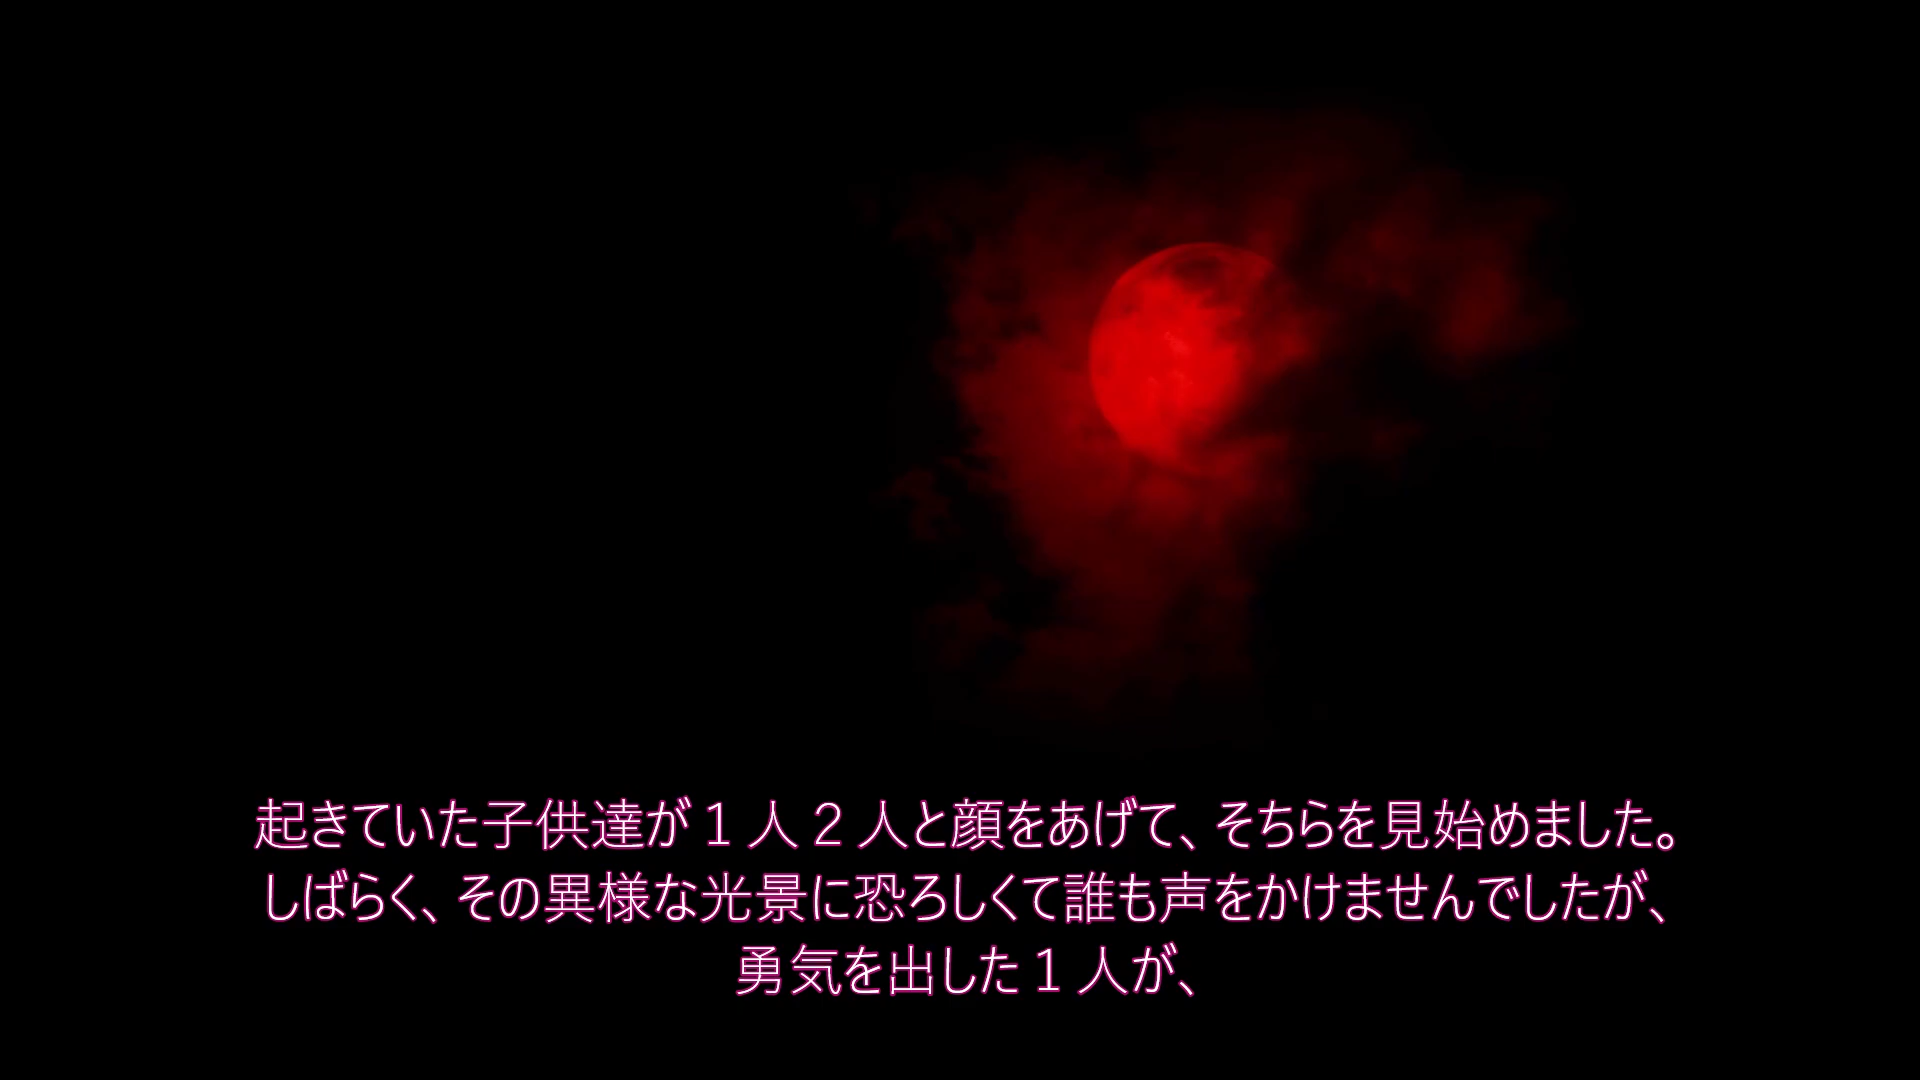 起きていた子供達が１人２人と顔をあげて、そちらを見始めました。
しばらく、その異様な光景に恐ろしくて誰も声をかけませんでしたが、
勇気を出した１人が、